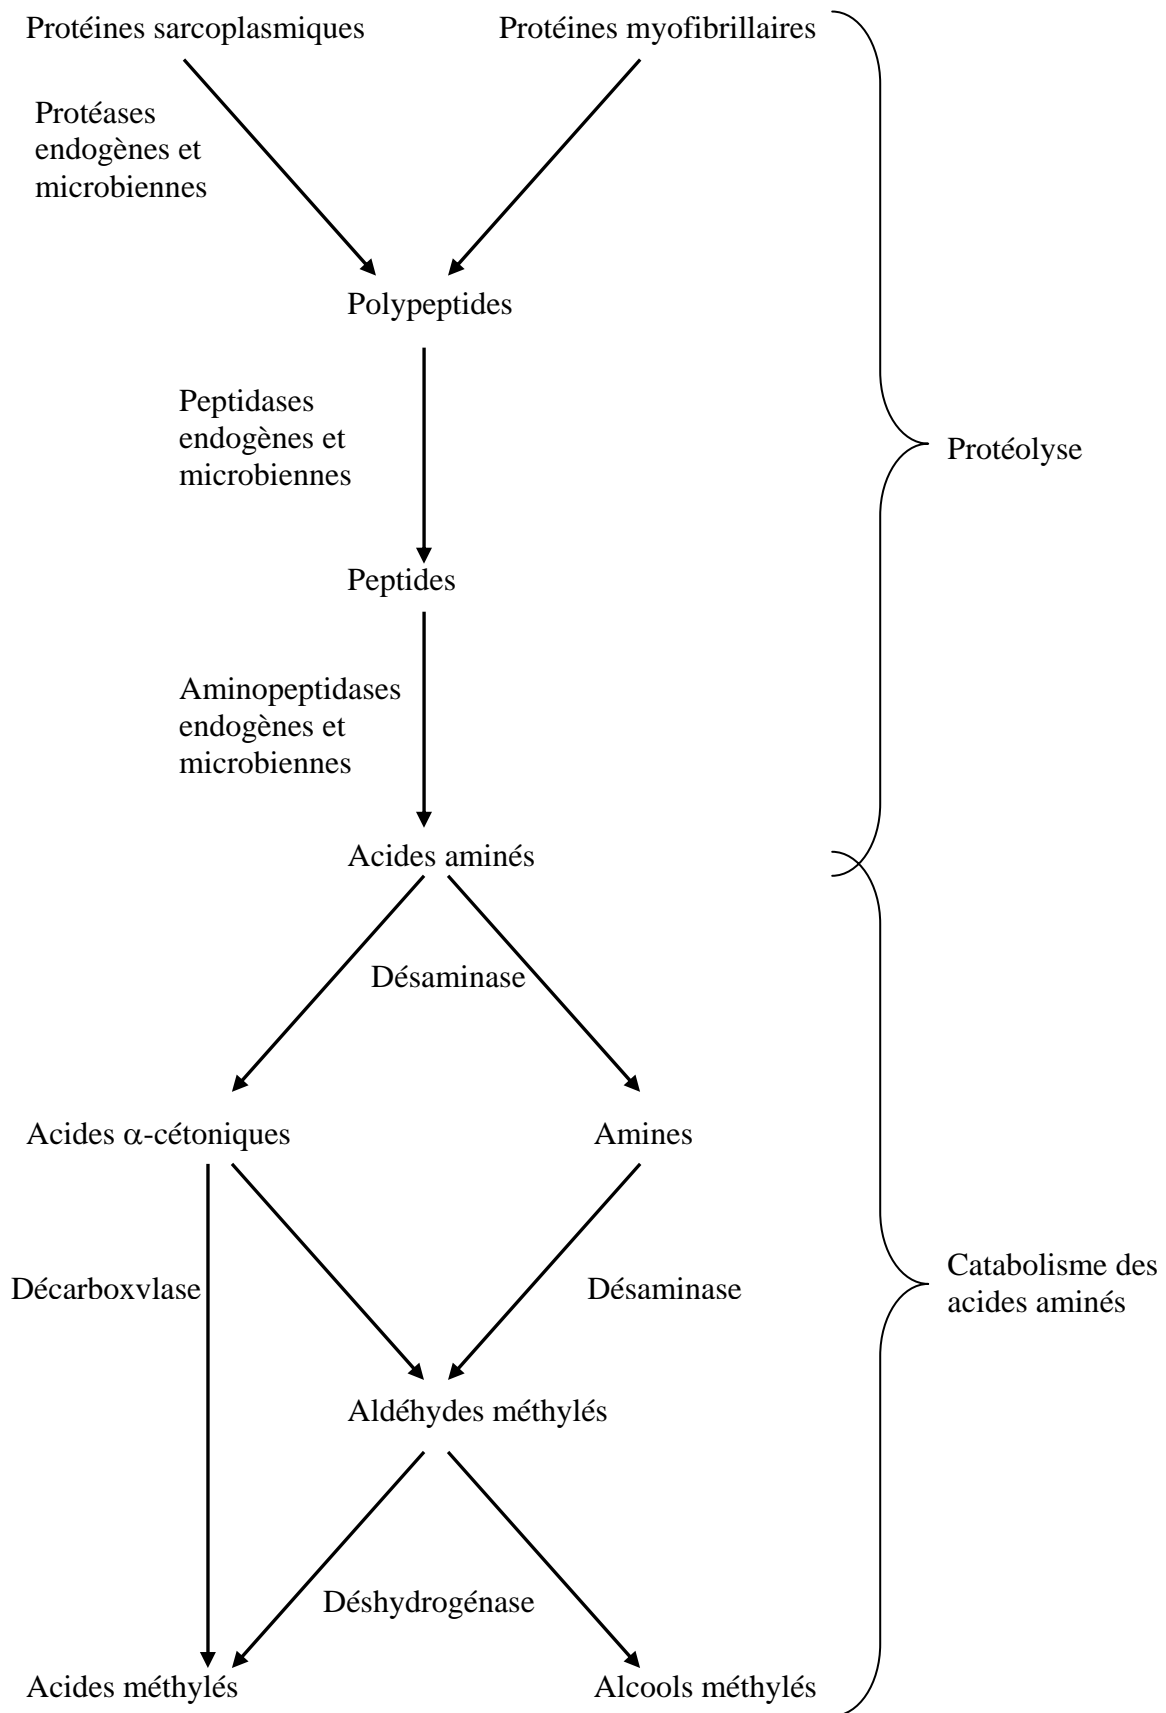 Protéines sarcoplasmiques
Protéines myofibrillaires
Protéases
endogènes et
microbiennes
Polypeptides
Peptidases
endogènes et
microbiennes
Protéolyse
Peptides
Aminopeptidases
endogènes et
microbiennes
Acides aminés
Désaminase
Acides α-cétoniques
Amines
Décarboxvlase
Désaminase
Catabolisme des
acides aminés
Aldéhydes méthylés
Déshydrogénase
Acides méthylés
Alcools méthylés